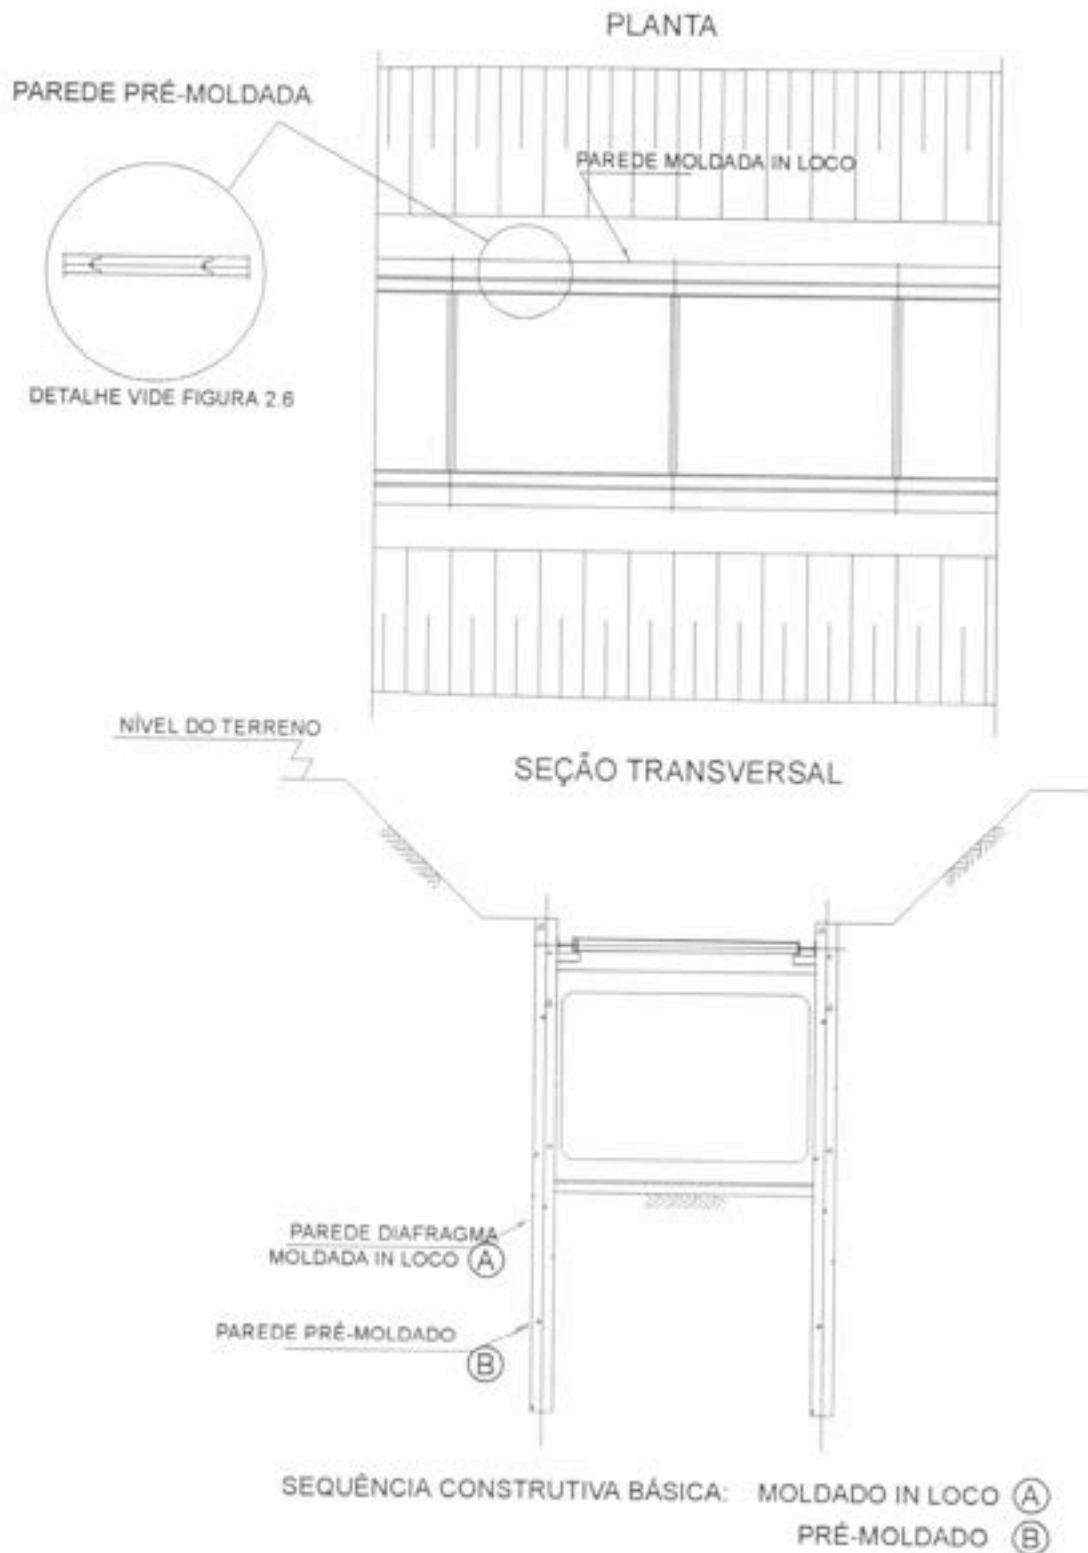 PLANTA
PAREDE PRÉ-MOLDADA
PAREDE MOLDADA IN LOCO
DETALHE VIDE FIGURA 2.6
NÍVEL DO TERRENO
SEÇÃO TRANSVERSAL
PAREDE DIAFRAGMA
MOLDADA IN LOCO A
PAREDE PRÉ-MOLDADO
B
SEQUÊNCIA CONSTRUTIVA BÁSICA: MOLDADO IN LOCO A
PRÉ-MOLDADO B